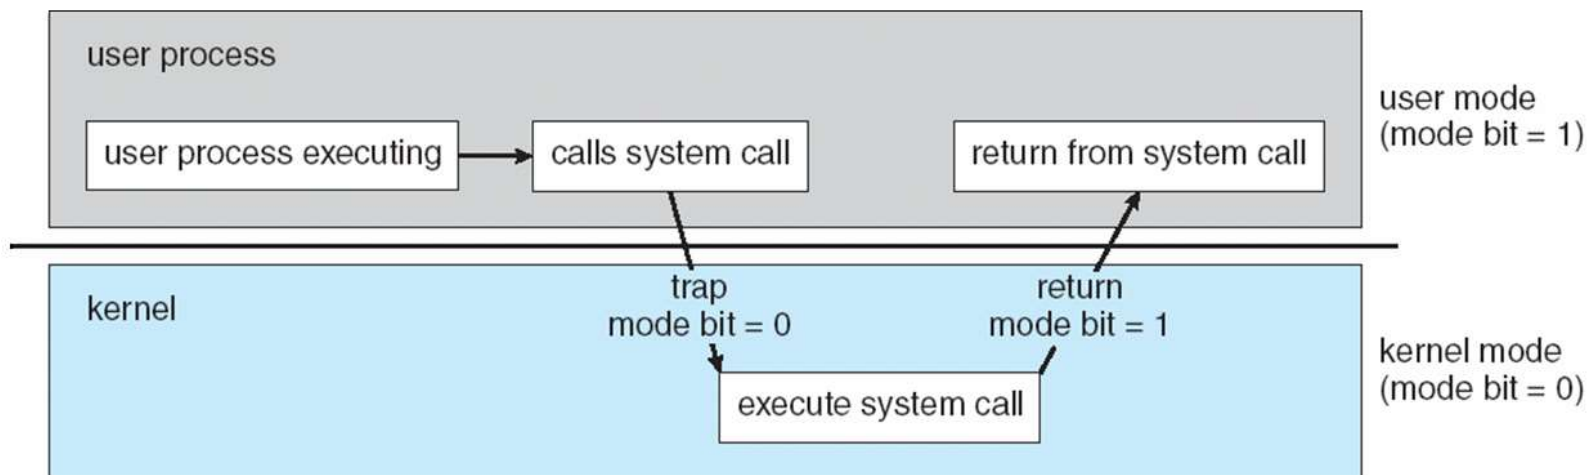 user process
user process executing
calls system call
return from system call
user mode
(mode bit = 1)
kernel
trap
mode bit = 0
return
mode bit = 1
execute system call
kernel mode
(mode bit = 0)